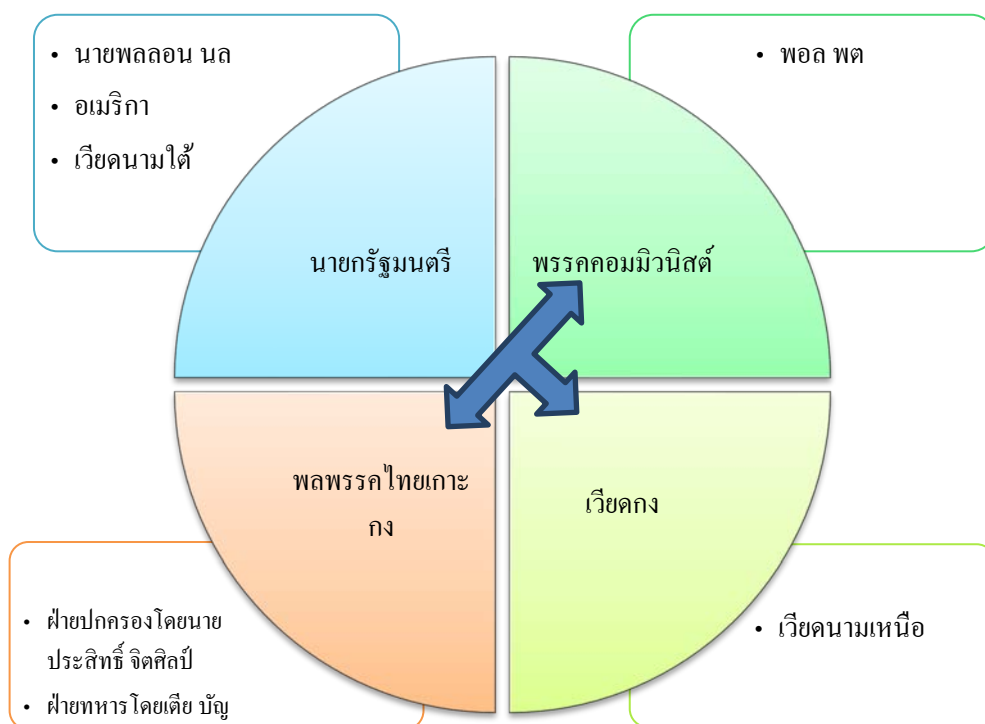 • นายพลลอน นล
• อเมริกา
• เวียดนามใต้
• พอล พต
นายกรัฐมนตรี
พรรคคอมมิวนิสต์
พลพรรคไทยเกาะ
กง
เวียดกง
• ฝ่ายปกครองโดยนาย
ประสิทธิ์ จิตศิลป์
• ฝ่ายทหารโดยเตีย บัญ
• เวียดนามเหนือ